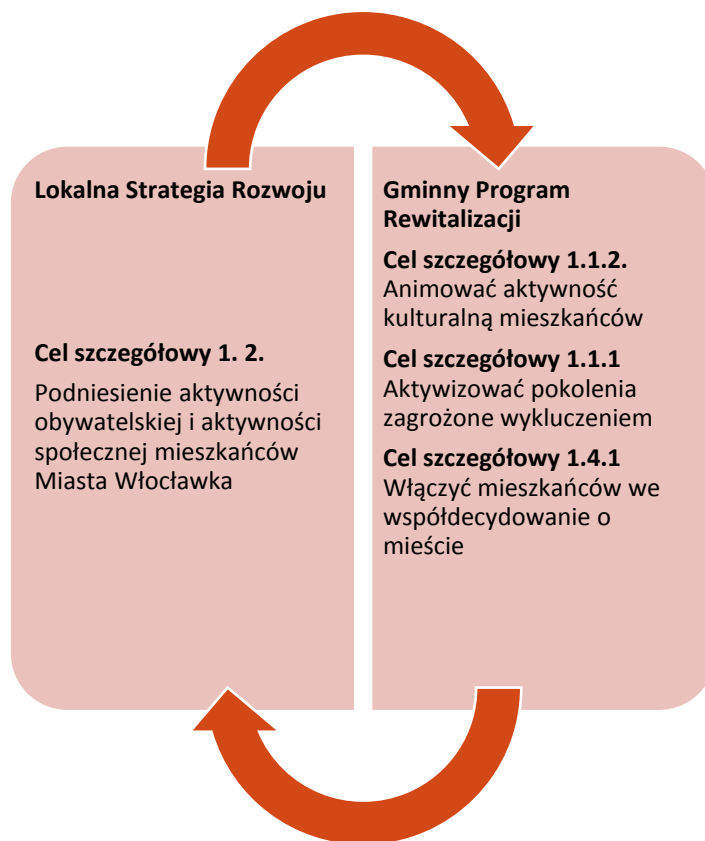 Lokalna Strategia Rozwoju
Cel szczegółowy 1. 2.
Podniesienie aktywności
obywatelskiej i aktywności
społecznej mieszkańców
Miasta Włocławka
Gminny Program
Rewitalizacji
Cel szczegółowy 1.1.2.
Animować aktywność
kulturalną mieszkańców
Cel szczegółowy 1.1.1
Aktywizować pokolenia
zagrożone wykluczeniem
Cel szczegółowy 1.4.1
Włączyć mieszkańców we
współdecydowanie o
mieście